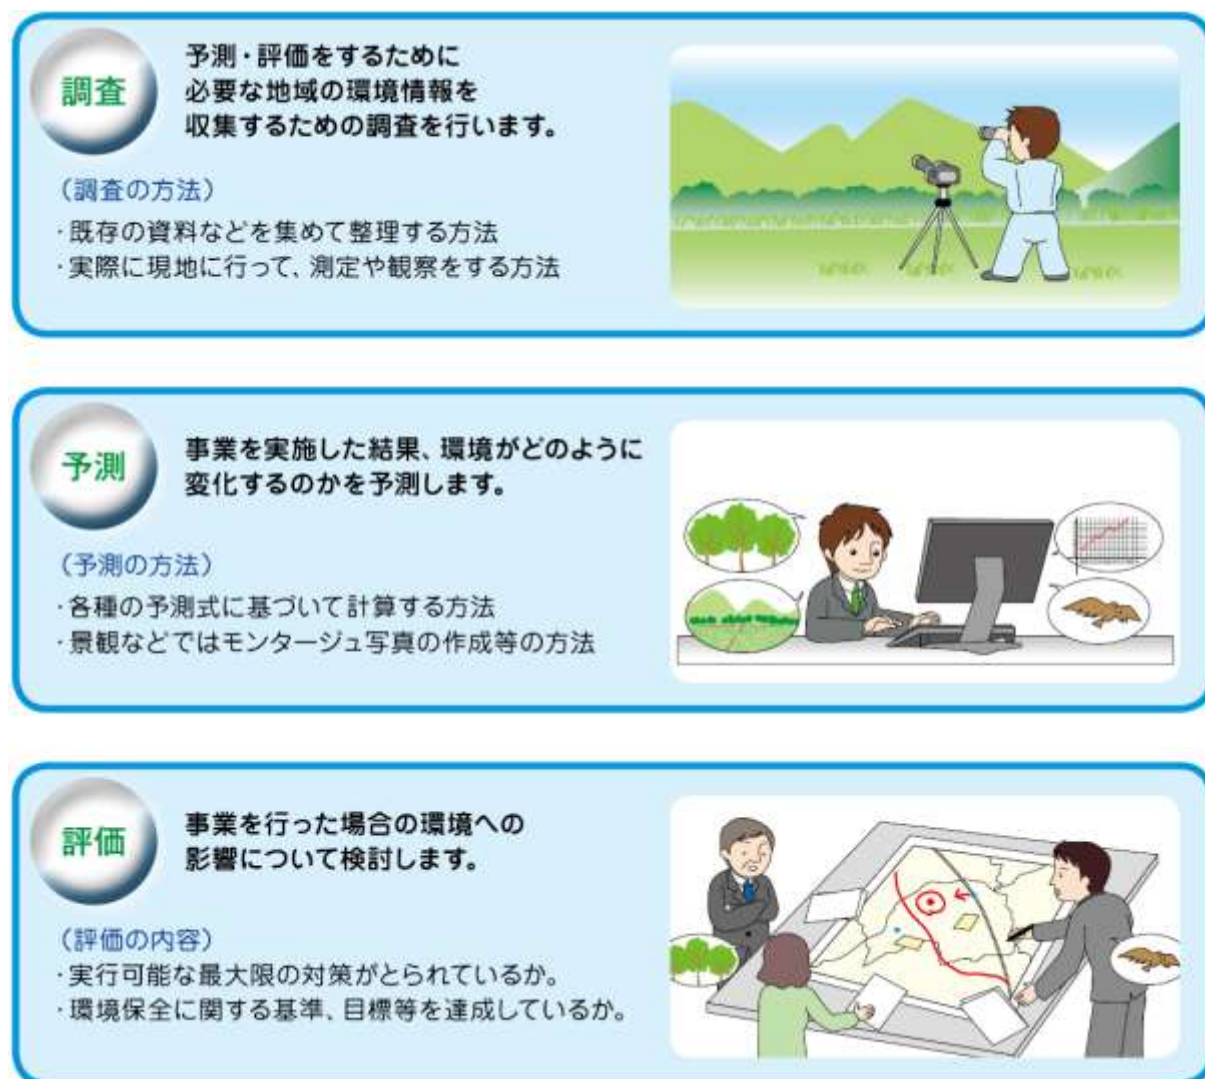 調査
予測・評価をするために
必要な地域の環境情報を
収集するための調査を行います。
（調査の方法）
・既存の資料などを集めて整理する方法
・実際に現地に行って、測定や観察をする方法
予測
事業を実施した結果、環境がどのように
変化するのかを予測します。
（予測の方法）
・各種の予測式に基づいて計算する方法
・景観などではモンタージュ写真の作成等の方法
評価
事業を行った場合の環境への
影響について検討します。
（評価の内容）
・実行可能な最大限の対策がとられているか。
・環境保全に関する基準、目標等を達成しているか。